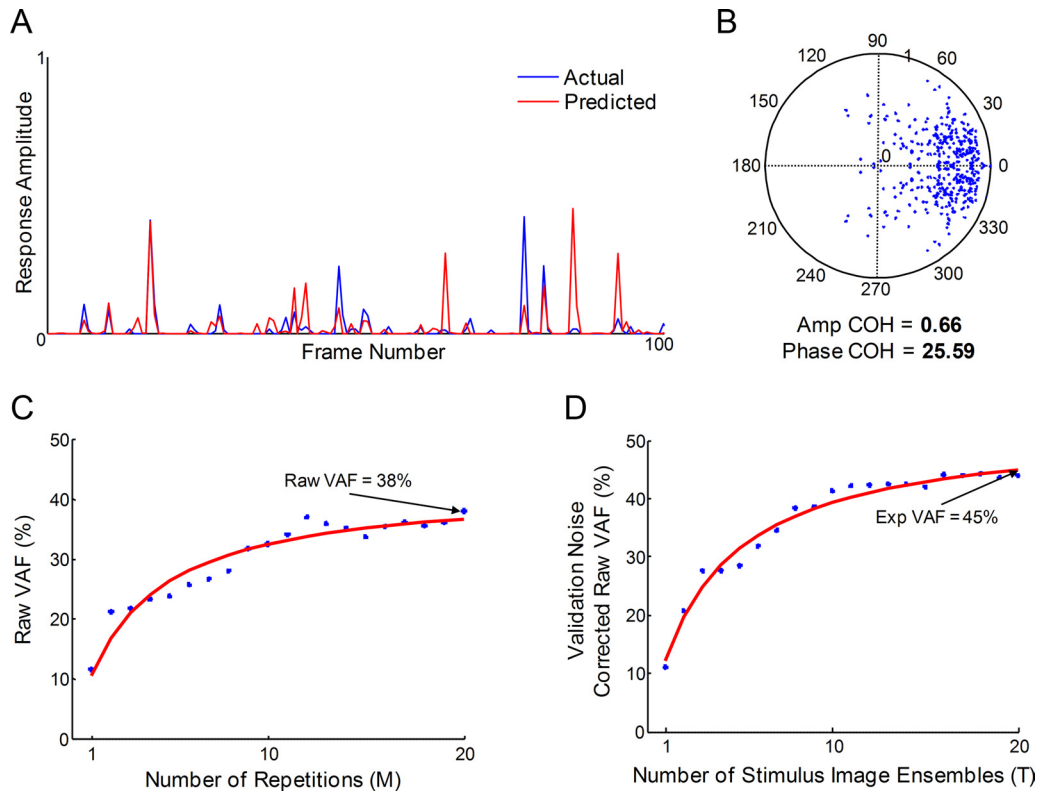 A
1
Response Amplitude
0
Frame Number
100
Actual
Predicted
B
90
1
60
30
0
330
300
270
240
210
180
150
120
0
Amp COH = 0.66
Phase COH = 25.59
C
50
40
30
20
10
0
Raw VAF (%)
Raw VAF = 38%
1
10
20
Number of Repetitions (M)
D
50
40
30
20
10
0
Validation Noise
Corrected Raw VAF (%)
Exp VAF = 45%
1
10
20
Number of Stimulus Image Ensembles (T)